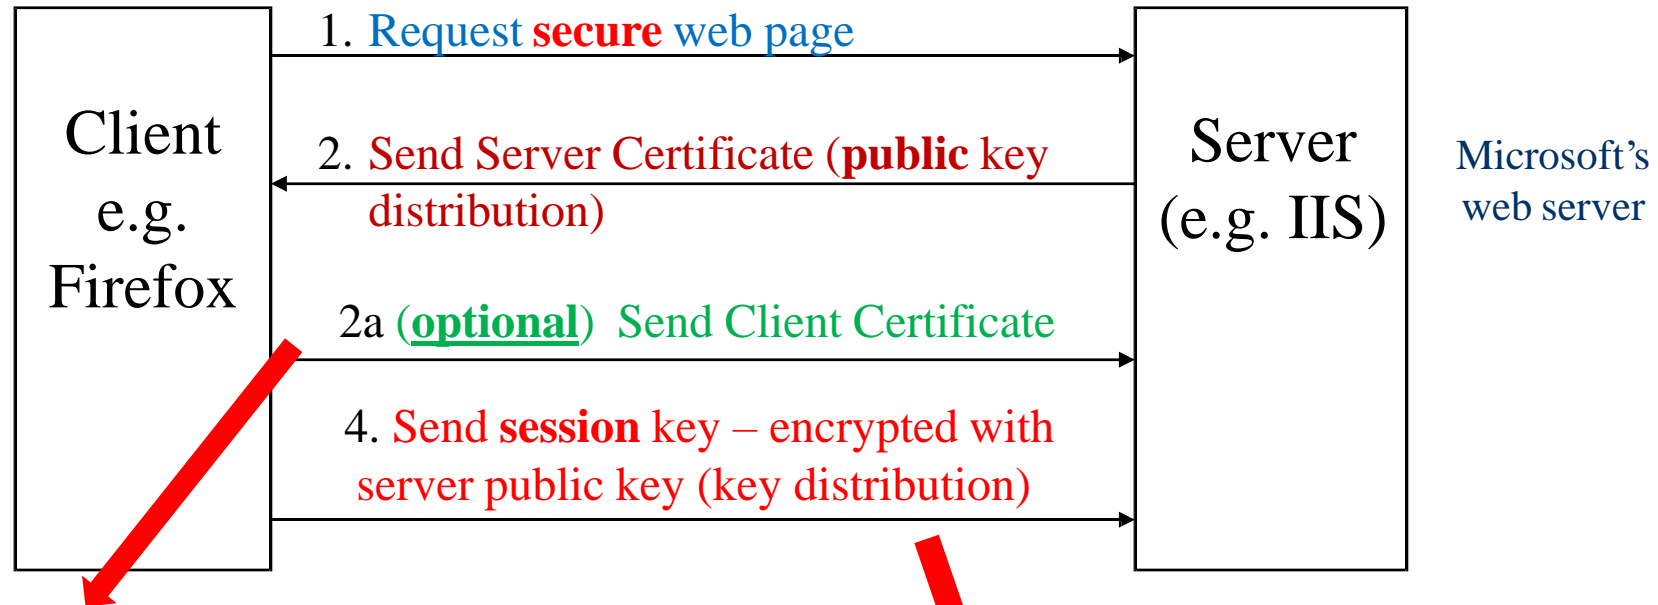 Client
e.g.
Firefox
1. Request secure web page
2. Send Server Certificate (public key
distribution)
2a (optional) Send Client Certificate
4. Send session key – encrypted with
server public key (key distribution)
Server
(e.g. IIS)
Microsoft’s
web server